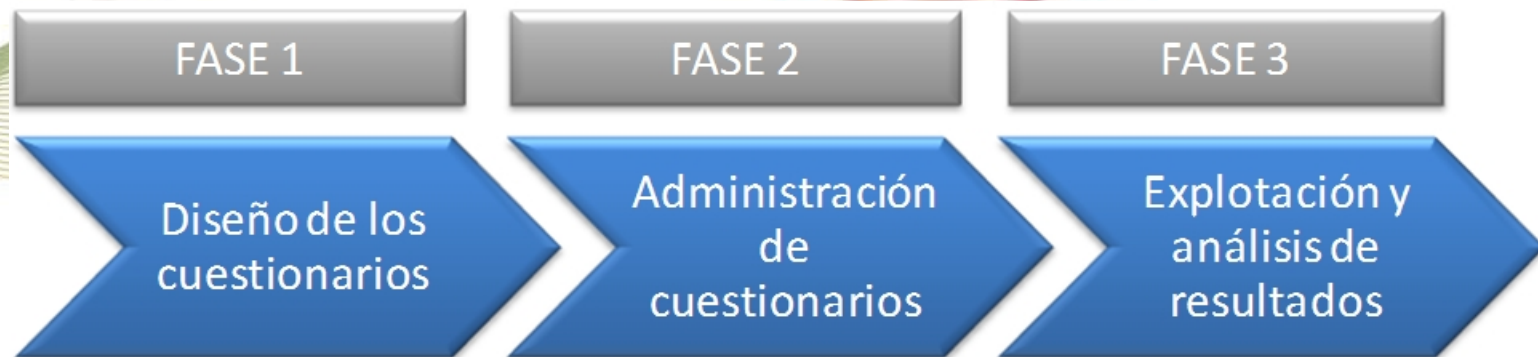 FASE 1
FASE 2
FASE 3
Diseño de los
cuestionarios
Administración
de
cuestionarios
Explotación y
análisis de
resultados